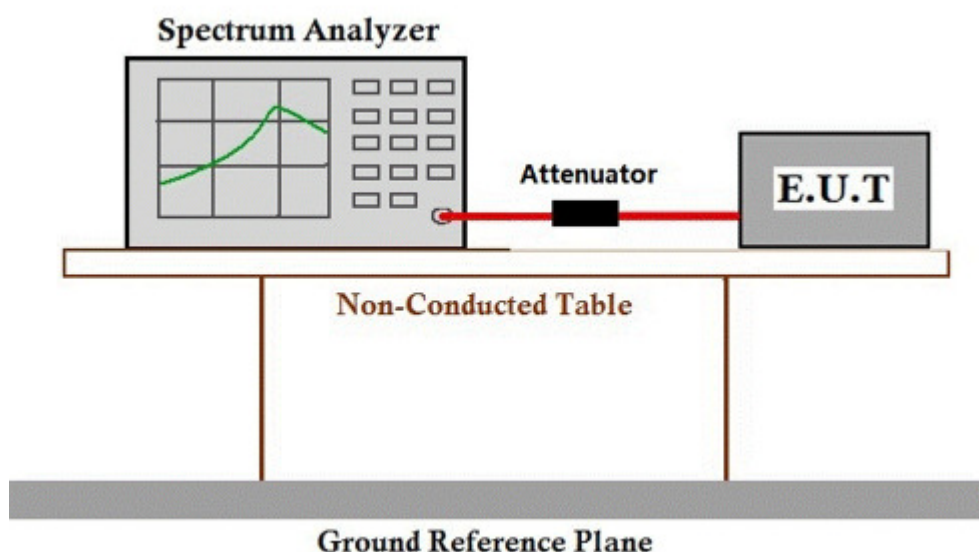 Spectrum Analyzer
Attenuator
E.U.T
Non-Conducted Table
Ground Reference Plane